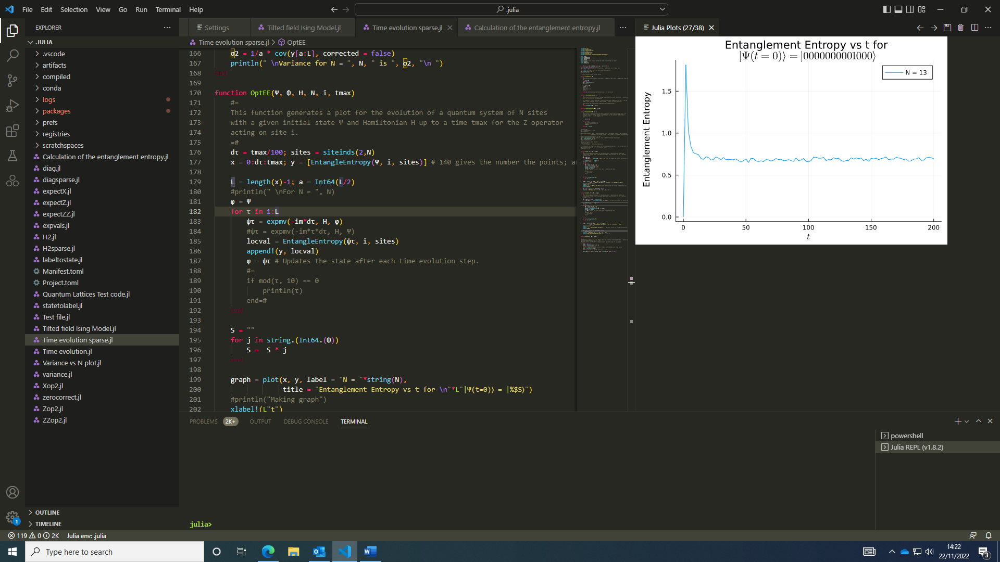 File Edit Selection View Go Run Terminal Help
.julia
EXPLORER
Settings
Tilted field Ising Model.jl
Time evolution sparse.jl
Calculation of the entanglement entropy.jl
Julia Plots (27/38)
JULIA
.vscode
artifacts
compiled
conda
logs
packages
prefs
registries
scratchspaces
Calculation of the entanglement entropy.jl
diag.jl
diagsparse.jl
expectX.jl
expectZ.jl
expectZZ.jl
expvals.jl
H2.jl
H2sparse.jl
labeltostate.jl
Manifest.toml
Project.toml
Quantum Lattices Test code.jl
statetolabel.jl
Test file.jl
Tilted field Ising Model.jl
Time evolution sparse.jl
Time evolution.jl
Variance vs N plot.jl
variance.jl
Xop2.jl
zerocorrect.jl
Zop2.jl
ZZop2.jl
OUTLINE
TIMELINE
Time evolution sparse.jl > OptEE
166 σ2 = 1/a * cov(y[a:L], corrected = false)
167 println(" \nVariance for N = ", N, " is ", σ2, "\n ")
168 end
169
170 function OptEE(Ψ, Φ, H, N, i, tmax)
171 #=
172 This function generates a plot for the evolution of a quantum system of N sites
173 with a given initial state Ψ and Hamiltonian H up to a time tmax for the Z operator
174 acting on site i.
175 =#
176 dτ = tmax/100; sites = siteinds(2,N)
177 x = 0:dτ:tmax; y = [EntangleEntropy(Ψ, i, sites)] # 140 gives the number the points; a
178
179 L = length(x)-1; a = Int64(L/2)
180 #println(" \nFor N = ", N)
181 φ = Ψ
182 for τ in 1:L
183 ψτ = expmv(-im*dτ, H, φ)
184 #ψτ = expmv(-im*τ*dτ, H, Ψ)
185 locval = EntangleEntropy(ψτ, i, sites)
186 append!(y, locval)
187 φ = ψτ # Updates the state after each time evolution step.
188 #=
189 if mod(τ, 10) == 0
190 println(τ)
191 end=#
192 end
193
194 S = ""
195 for j in string.(Int64.(Φ))
196 S = S * j
197 end
198
199 graph = plot(x, y, label = "N = "*string(N),
200 title = "Entanglement Entropy vs t for \n"*L"|Ψ(t=0)⟩ = |%$S⟩")
201 #println("Making graph")
202 xlabel!(L"t")
Entanglement Entropy vs t for
|Ψ(t = 0)⟩ = |0000000001000⟩
N = 13
Entanglement Entropy
1.5
1.0
0.5
0.0
0 50 100 150 200
t
PROBLEMS 2K+ OUTPUT DEBUG CONSOLE TERMINAL
powershell
Julia REPL (v1.8.2)
julia>
1
119 0 2K Julia env: .julia
Type here to search
14:22
22/11/2022
3